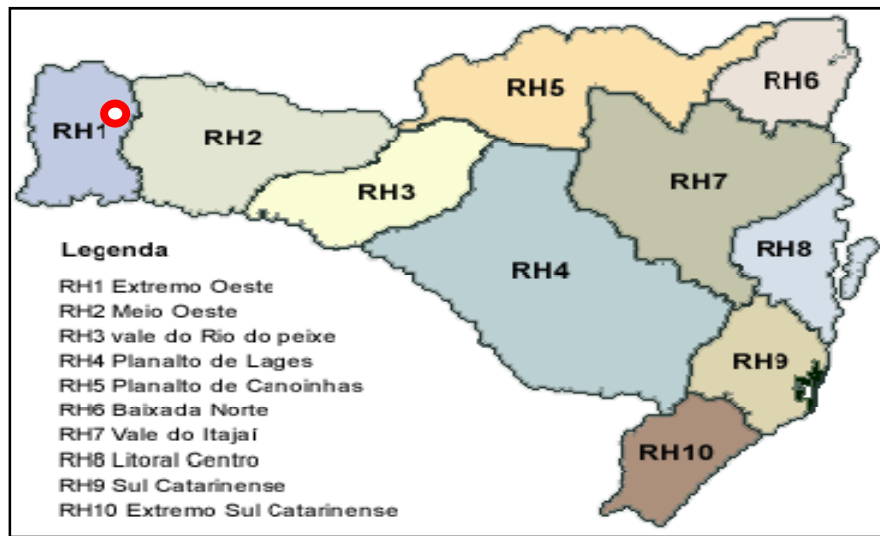 RH5
RH6
RH1
RH2
RH7
RH3
RH8
RH4
RH9
RH10
Legenda
RH1 Extremo Oeste
RH2 Meio Oeste
RH3 vale do Rio do peixe
RH4 Planalto de Lages
RH5 Planalto de Canoinhas
RH6 Baixada Norte
RH7 Vale do Itajaí
RH8 Litoral Centro
RH9 Sul Catarinense
RH10 Extremo Sul Catarinense